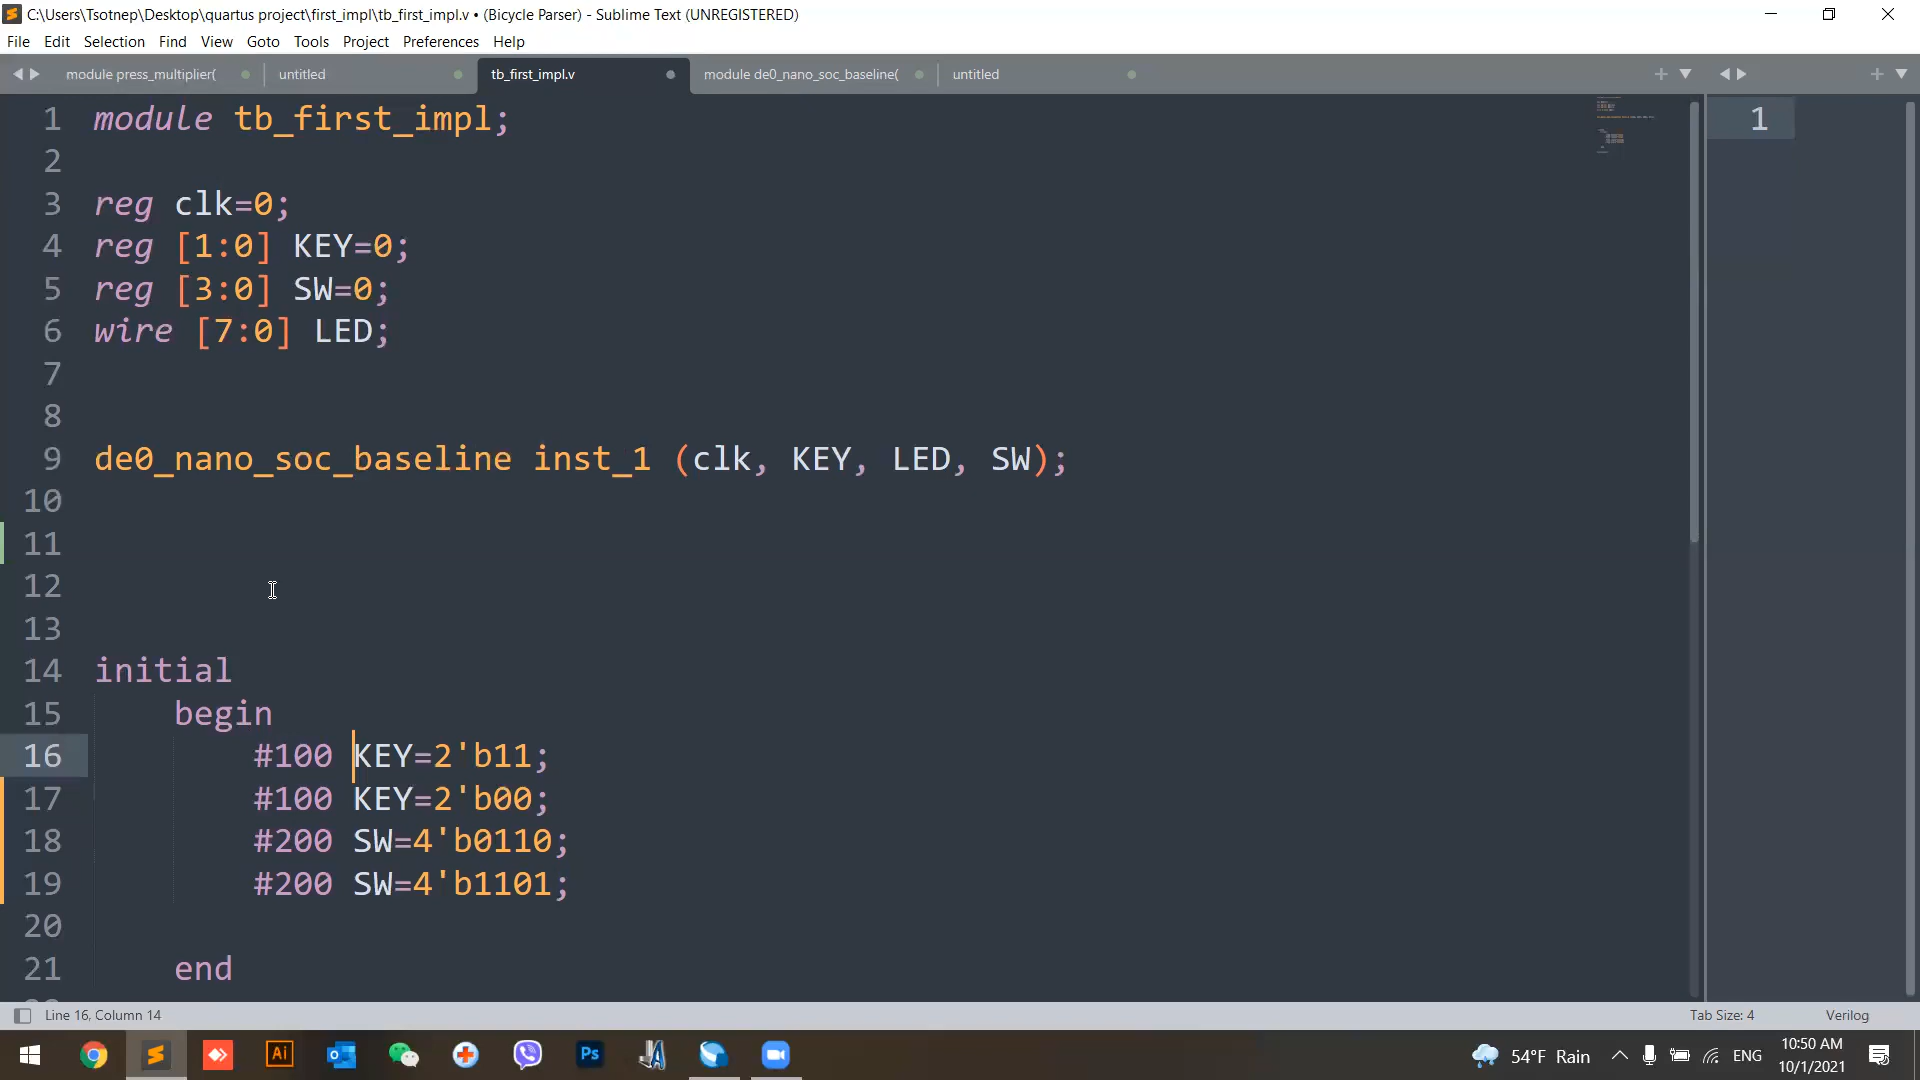 C:\Users\Tsotnep\Desktop\quartus project\first_impl\tb_first_impl.v • (Bicycle Parser) - Sublime Text (UNREGISTERED)
File Edit Selection Find View Goto Tools Project Preferences Help
module press_multiplier( untitled tb_first_impl.v module de0_nano_soc_baseline( untitled
1 module tb_first_impl; 1
2
3 reg clk=0;
4 reg [1:0] KEY=0;
5 reg [3:0] SW=0;
6 wire [7:0] LED;
7
8
9 de0_nano_soc_baseline inst_1 (clk, KEY, LED, SW);
10
11
12
13
14 initial
15 begin
16 #100 KEY=2'b11;
17 #100 KEY=2'b00;
18 #200 SW=4'b0110;
19 #200 SW=4'b1101;
20
21 end
Line 16, Column 14 Tab Size: 4 Verilog
Ai Ps 54°F Rain ENG 10:50 AM
10/1/2021